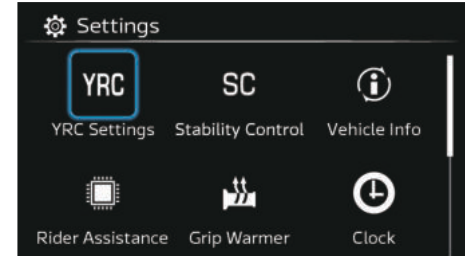 Settings
YRC SC
YRC Settings Stability Control Vehicle Info
Rider Assistance Grip Warmer Clock